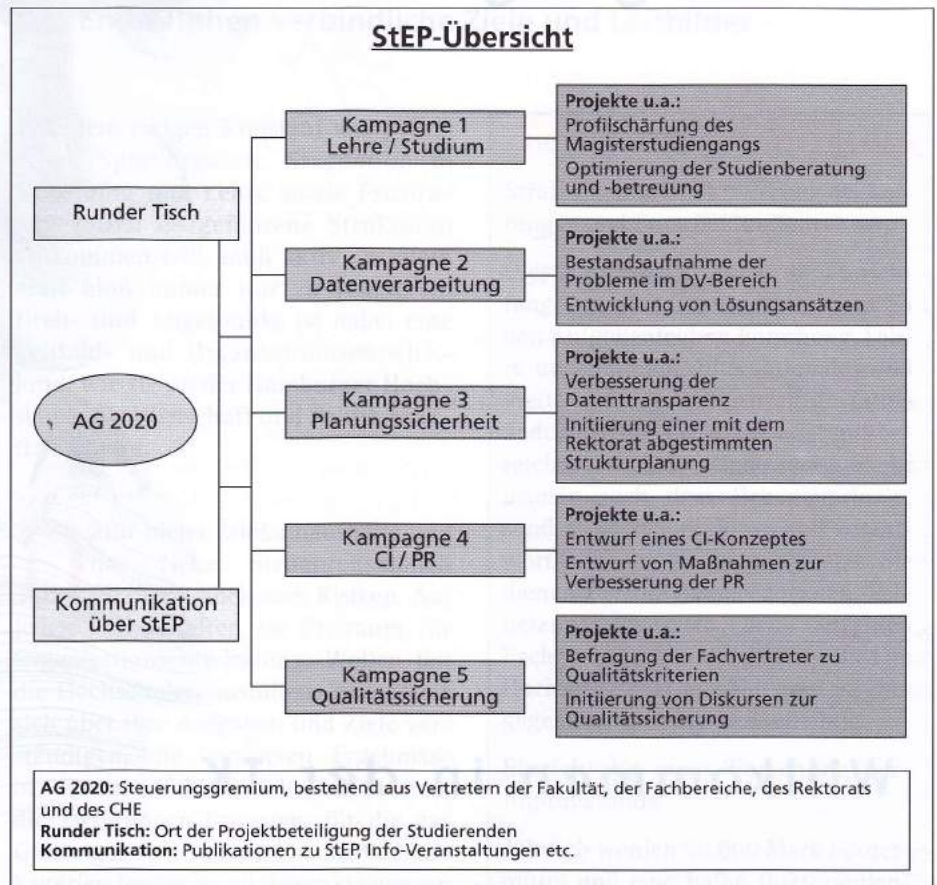 StEP-Übersicht
Kampagne 1
Lehre / Studium
Projekte u.a.:
Profilschärfung des
Magisterstudiengangs
Optimierung der Studienberatung
und -betreuung
Runder Tisch
Kampagne 2
Datenverarbeitung
Projekte u.a.:
Bestandsaufnahme der
Probleme im DV-Bereich
Entwicklung von Lösungsansätzen
AG 2020
Kampagne 3
Planungssicherheit
Projekte u.a.:
Verbesserung der
Datenttransparenz
Initiierung einer mit dem
Rektorat abgestimmten
Strukturplanung
Kampagne 4
CI / PR
Projekte u.a.:
Entwurf eines CI-Konzeptes
Entwurf von Maßnahmen zur
Verbesserung der PR
Kommunikation
über StEP
Kampagne 5
Qualitätssicherung
Projekte u.a.:
Befragung der Fachvertreter zu
Qualitätskriterien
Initiierung von Diskursen zur
Qualitätssicherung
AG 2020: Steuerungsgremium, bestehend aus Vertretern der Fakultät, der Fachbereiche, des Rektorats
und des CHE
Runder Tisch: Ort der Projektbeteiligung der Studierenden
Kommunikation: Publikationen zu StEP, Info-Veranstaltungen etc.